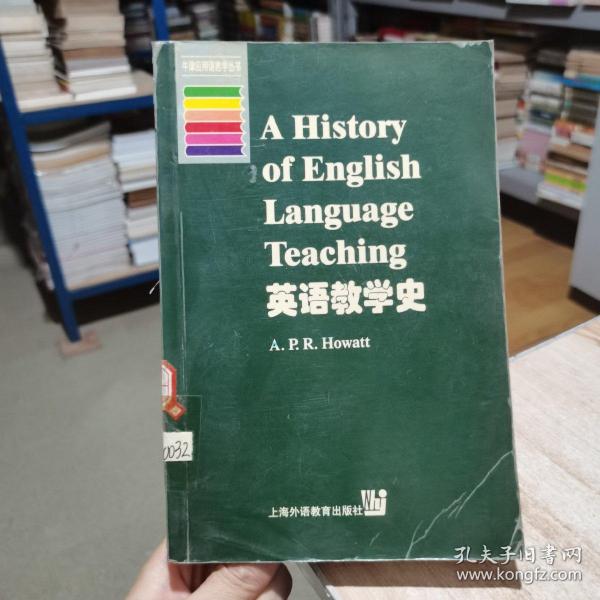 牛津应用语言学丛书
A History
of English
Language
Teaching
英语教学史
A. P. R. Howatt
0032
上海外语教育出版社
Whj
孔夫子旧书网
www.kongfz.com